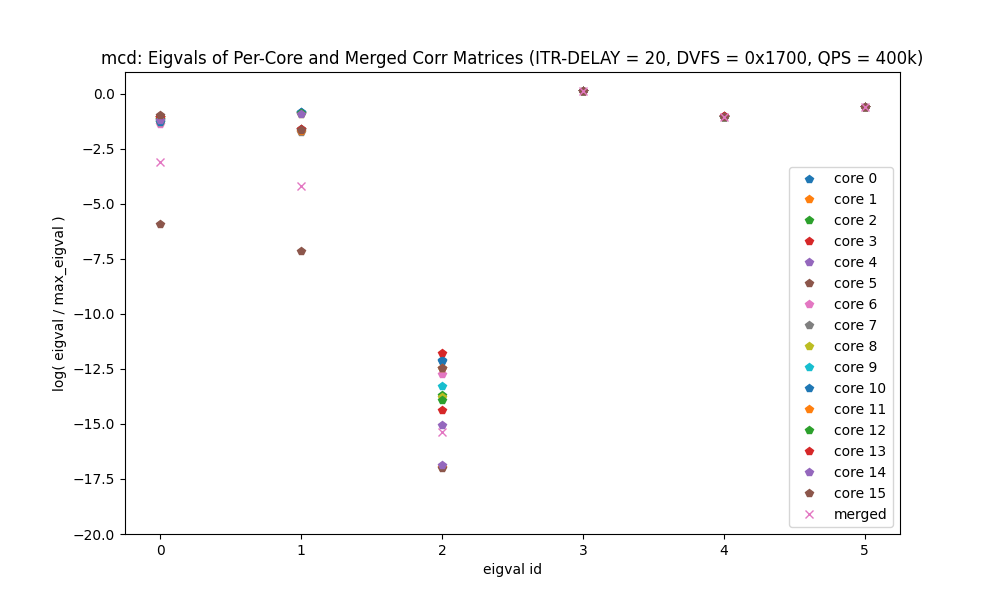 mcd: Eigvals of Per-Core and Merged Corr Matrices (ITR-DELAY = 20, DVFS = 0x1700, QPS = 400k)
0.0
−2.5
−5.0
−7.5
−10.0
−12.5
−15.0
−17.5
−20.0
log( eigval / max_eigval )
core 0
core 1
core 2
core 3
core 4
core 5
core 6
core 7
core 8
core 9
core 10
core 11
core 12
core 13
core 14
core 15
merged
0 1 2 3 4 5
eigval id